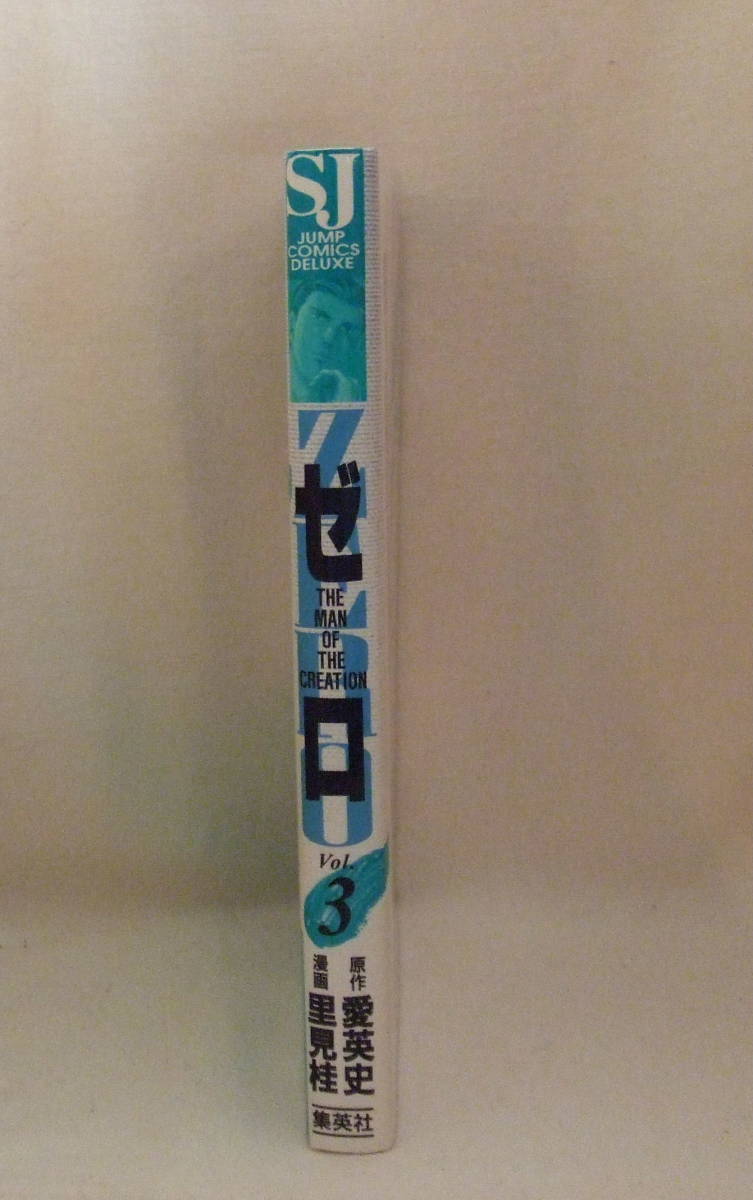 SJ
JUMP
COMICS
DELUXE
ZERO
ゼロ
THE
MAN
OF
THE
CREATION
Vol.
3
原作
愛英史
漫画
里見桂
集英社